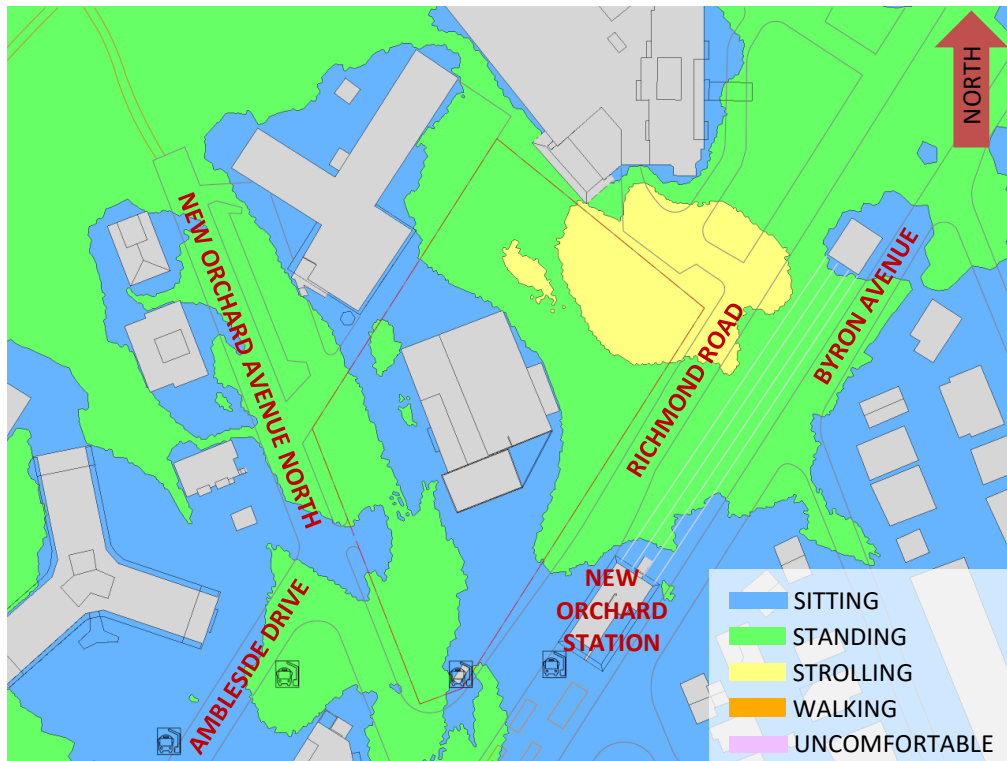 NORTH
NEW ORCHARD AVENUE NORTH
BYRON AVENUE
RICHMOND ROAD
AMBLESIDE DRIVE
NEW
ORCHARD
STATION
SITTING
STANDING
STROLLING
WALKING
UNCOMFORTABLE